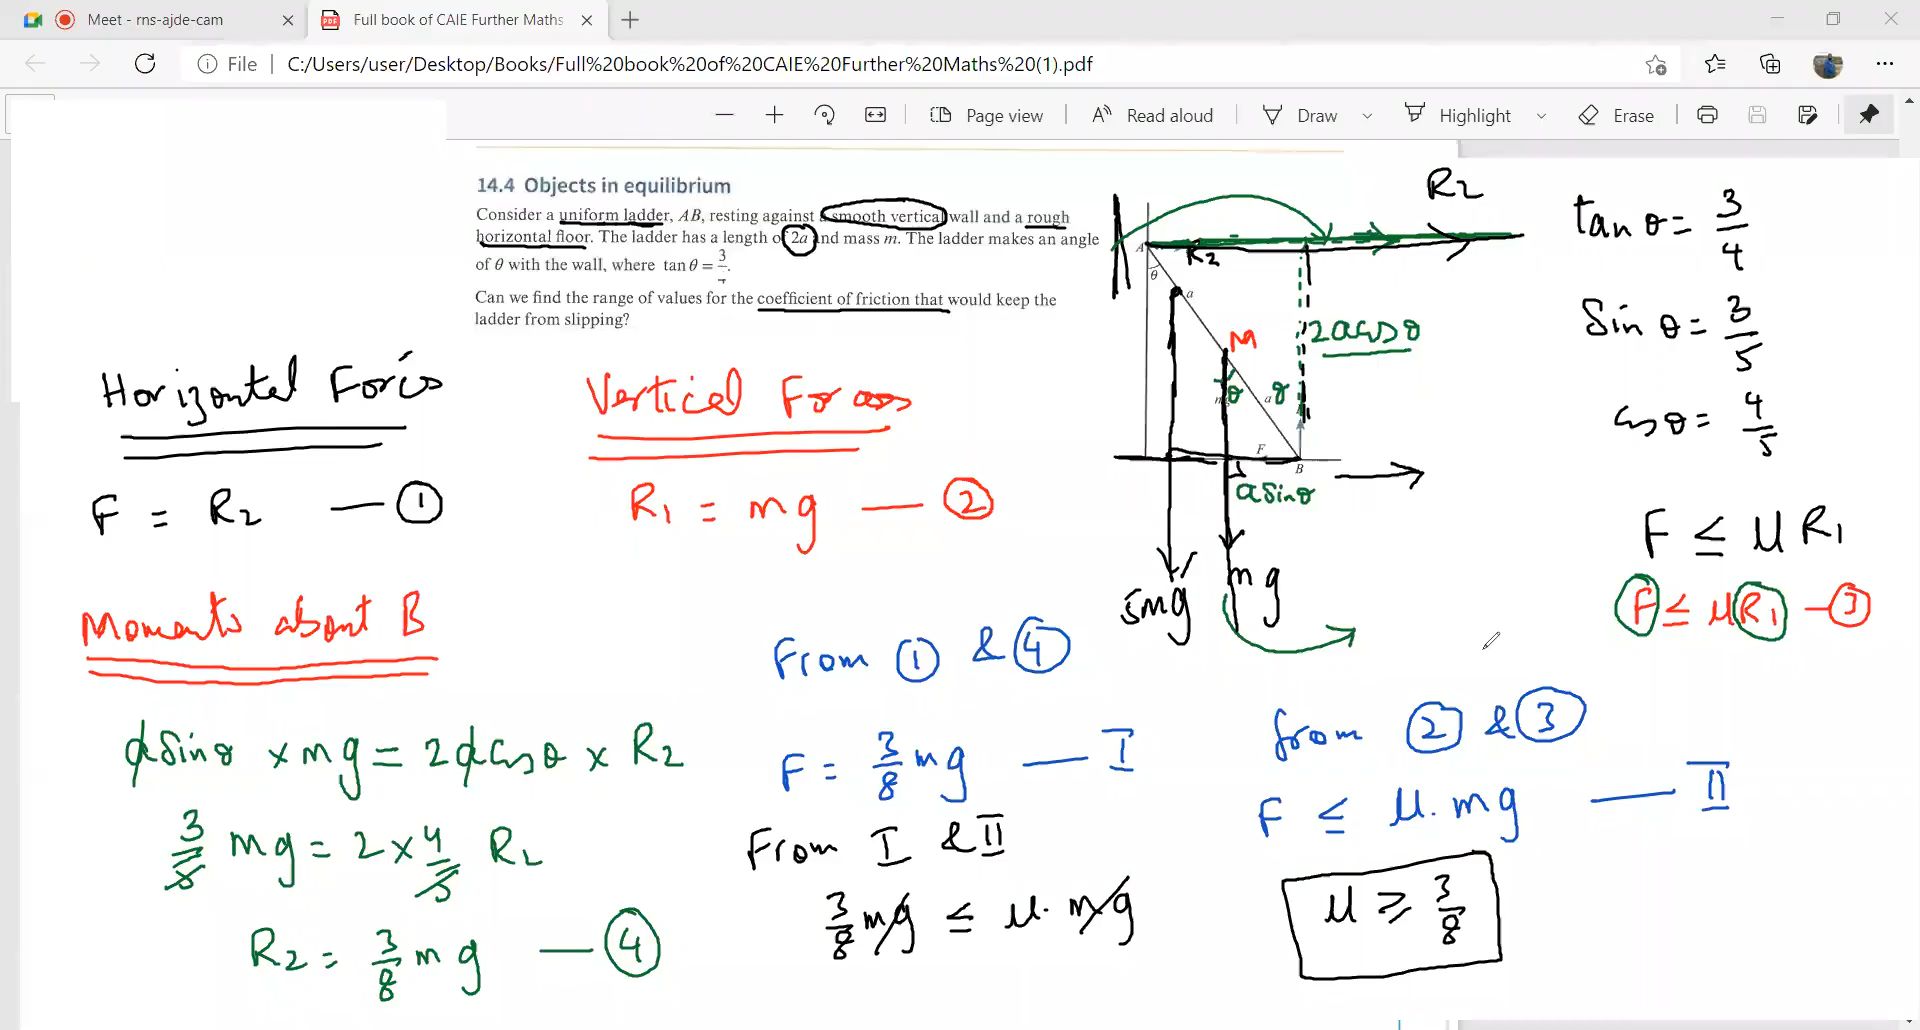 Meet - rns-ajde-cam
Full book of CAIE Further Maths
File C:/Users/user/Desktop/Books/Full%20book%20of%20CAIE%20Further%20Maths%20(1).pdf
Page view
Read aloud
Draw
Highlight
Erase
14.4 Objects in equilibrium
Consider a uniform ladder, AB, resting against a smooth vertical wall and a rough
horizontal floor. The ladder has a length of 2a and mass m. The ladder makes an angle
of θ with the wall, where tan θ = 3/4.
Can we find the range of values for the coefficient of friction that would keep the
ladder from slipping?
R2
A
R2
θ
a
M
2acosθ
θ
a
F
B
asinθ
5mg
mg
tan θ = 3/4
Sin θ = 3/5
cos θ = 4/5
F ≤ μ R1
F ≤ μR1 — 3
Horizontal Forces
F = R2 — 1
Vertical Forces
R1 = mg — 2
Moments about B
asinθ × mg = 2acosθ × R2
3/5 mg = 2 × 4/5 R2
R2 = 3/8 mg — 4
From 1 & 4
F = 3/8 mg — I
From I & II
3/8 mg ≤ μ. mg
from 2 & 3
F ≤ μ. mg — II
μ ≥ 3/8